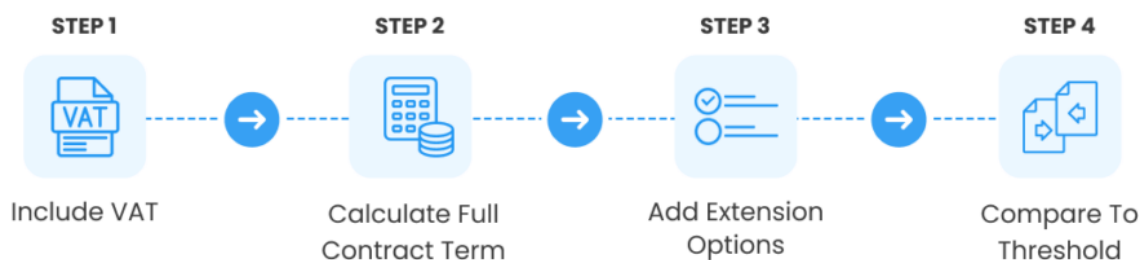 STEP 1
VAT
Include VAT
STEP 2
Calculate Full
Contract Term
STEP 3
Add Extension
Options
STEP 4
Compare To
Threshold